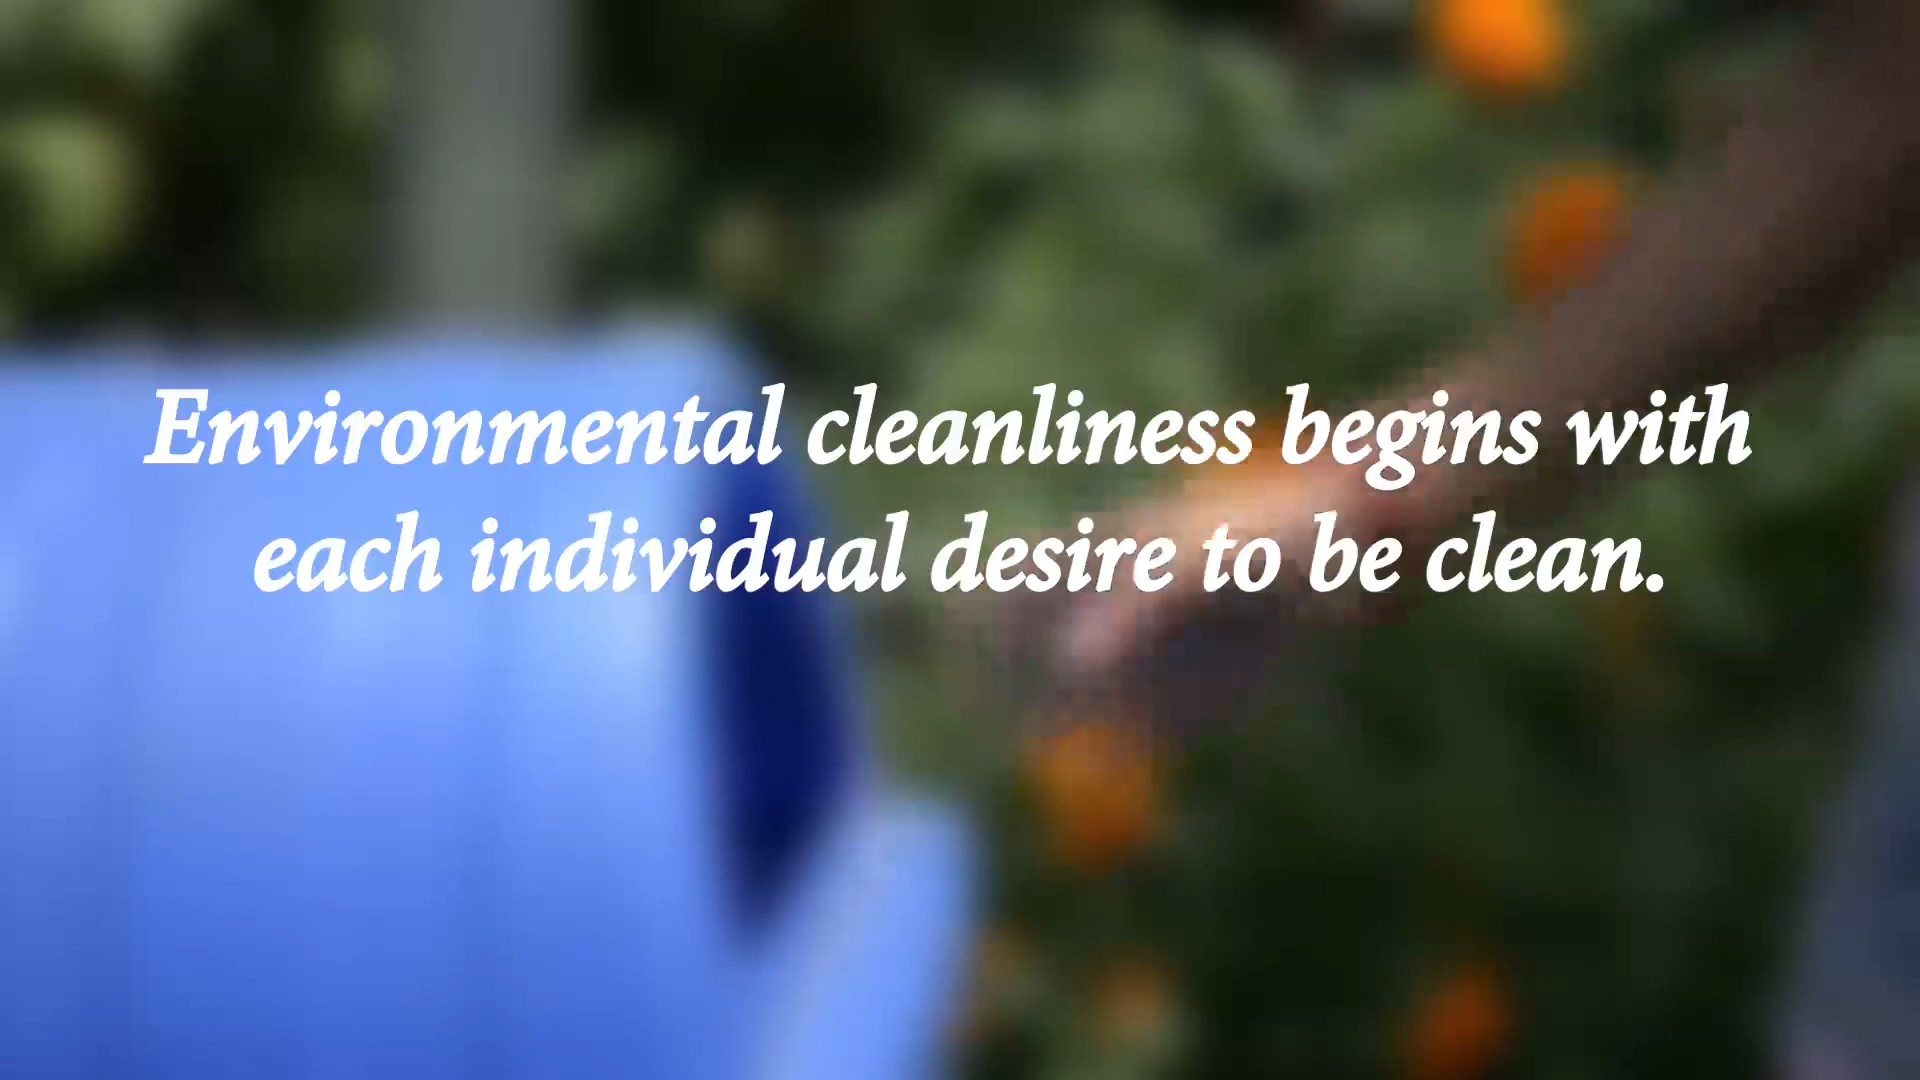 Environmental cleanliness begins with
each individual desire to be clean.